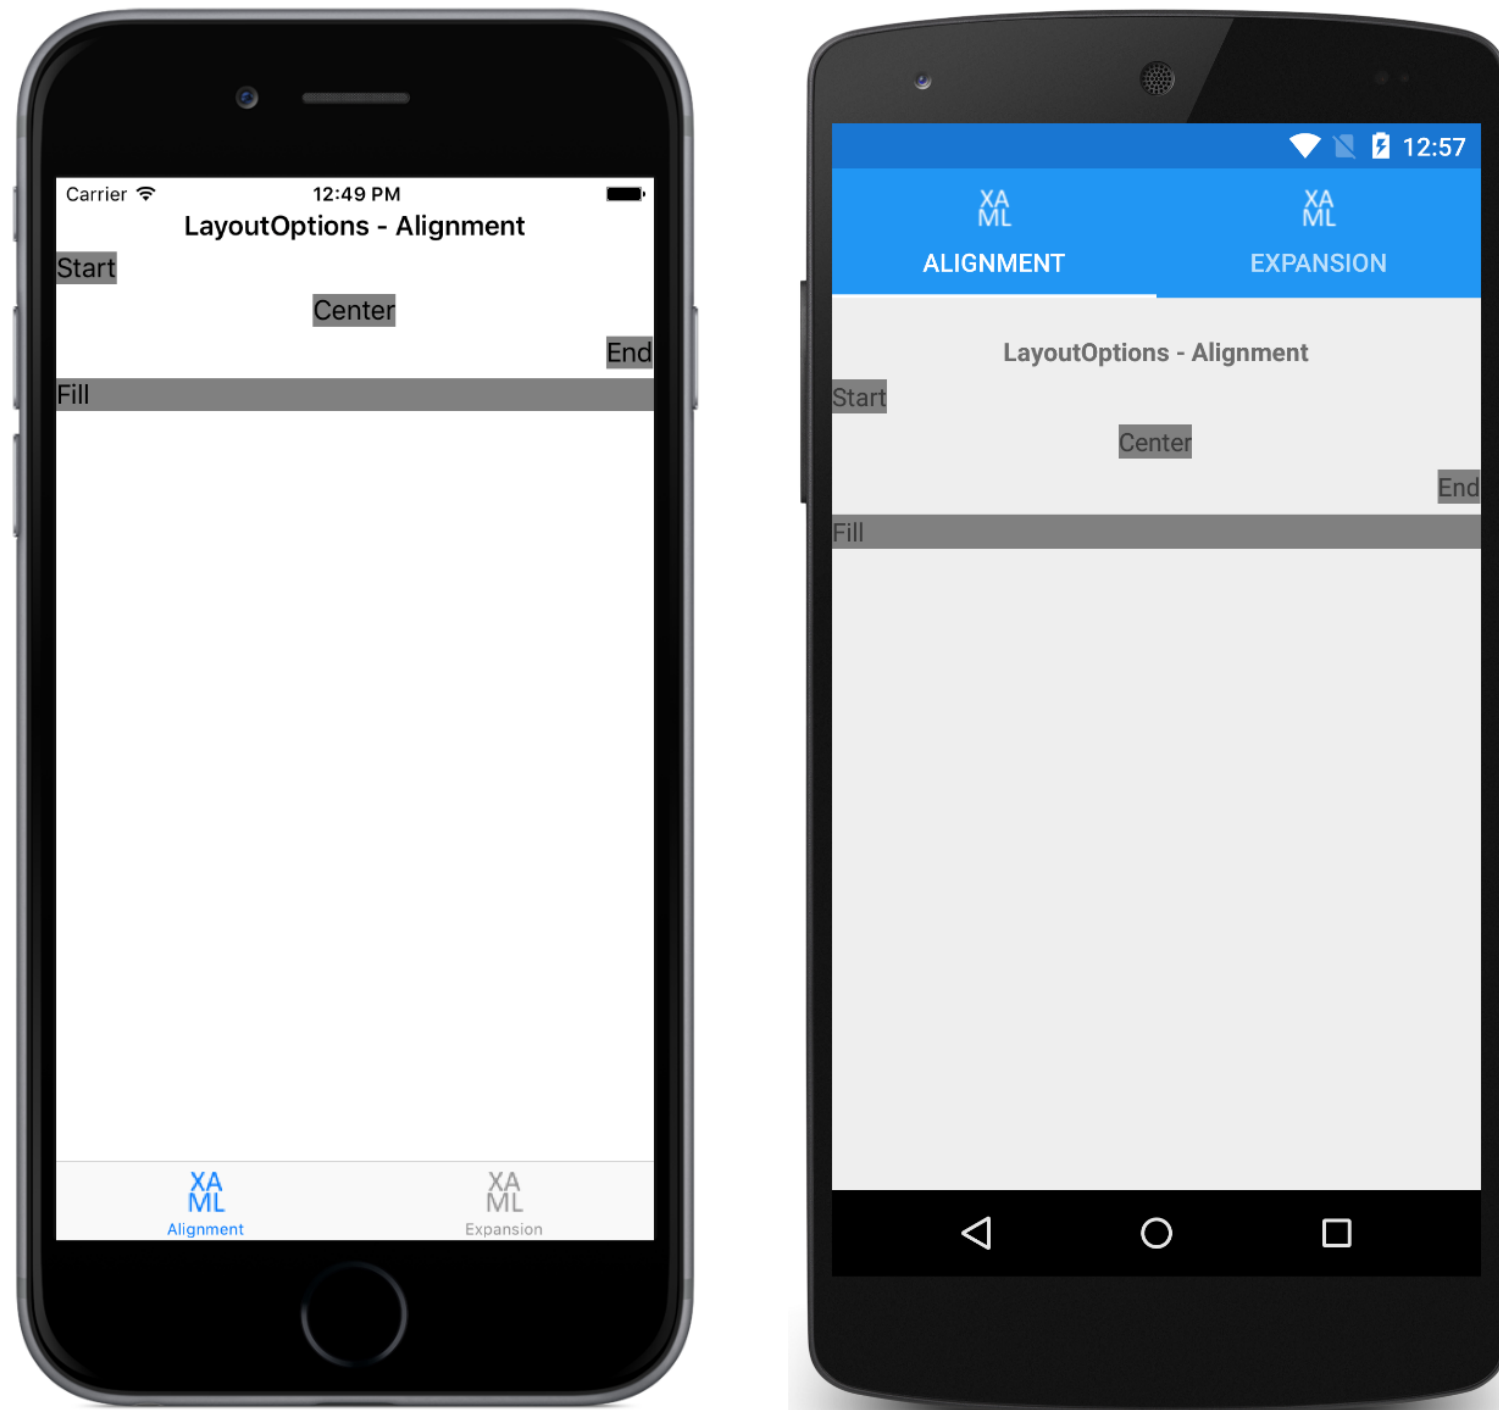 Carrier
12:49 PM
LayoutOptions - Alignment
Start
Center
End
Fill
XA
ML
Alignment
XA
ML
Expansion
12:57
XA
ML
ALIGNMENT
XA
ML
EXPANSION
LayoutOptions - Alignment
Start
Center
End
Fill